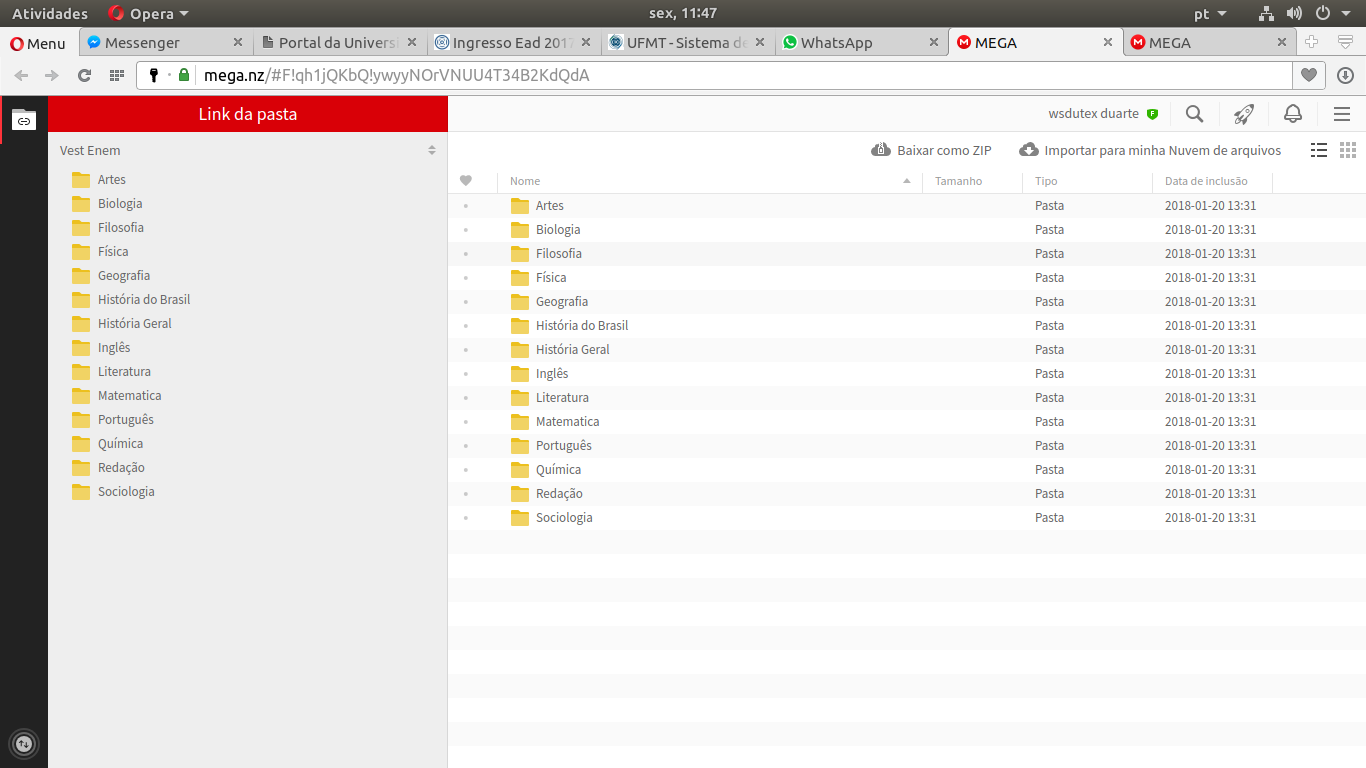 Atividades Opera sex, 11:47 pt
Menu Messenger Portal da Univers Ingresso Ead 2017 UFMT - Sistema de WhatsApp MEGA MEGA
mega.nz/#F!qh1jQKbQ!ywyyNOrVNUU4T34B2KdQdA
Link da pasta wsdutex duarte F
Vest Enem Baixar como ZIP Importar para minha Nuvem de arquivos
Nome Tamanho Tipo Data de inclusão
Artes
Biologia
Filosofia
Física
Geografia
História do Brasil
História Geral
Inglês
Literatura
Matematica
Português
Química
Redação
Sociologia
Artes Pasta 2018-01-20 13:31
Biologia Pasta 2018-01-20 13:31
Filosofia Pasta 2018-01-20 13:31
Física Pasta 2018-01-20 13:31
Geografia Pasta 2018-01-20 13:31
História do Brasil Pasta 2018-01-20 13:31
História Geral Pasta 2018-01-20 13:31
Inglês Pasta 2018-01-20 13:31
Literatura Pasta 2018-01-20 13:31
Matematica Pasta 2018-01-20 13:31
Português Pasta 2018-01-20 13:31
Química Pasta 2018-01-20 13:31
Redação Pasta 2018-01-20 13:31
Sociologia Pasta 2018-01-20 13:31